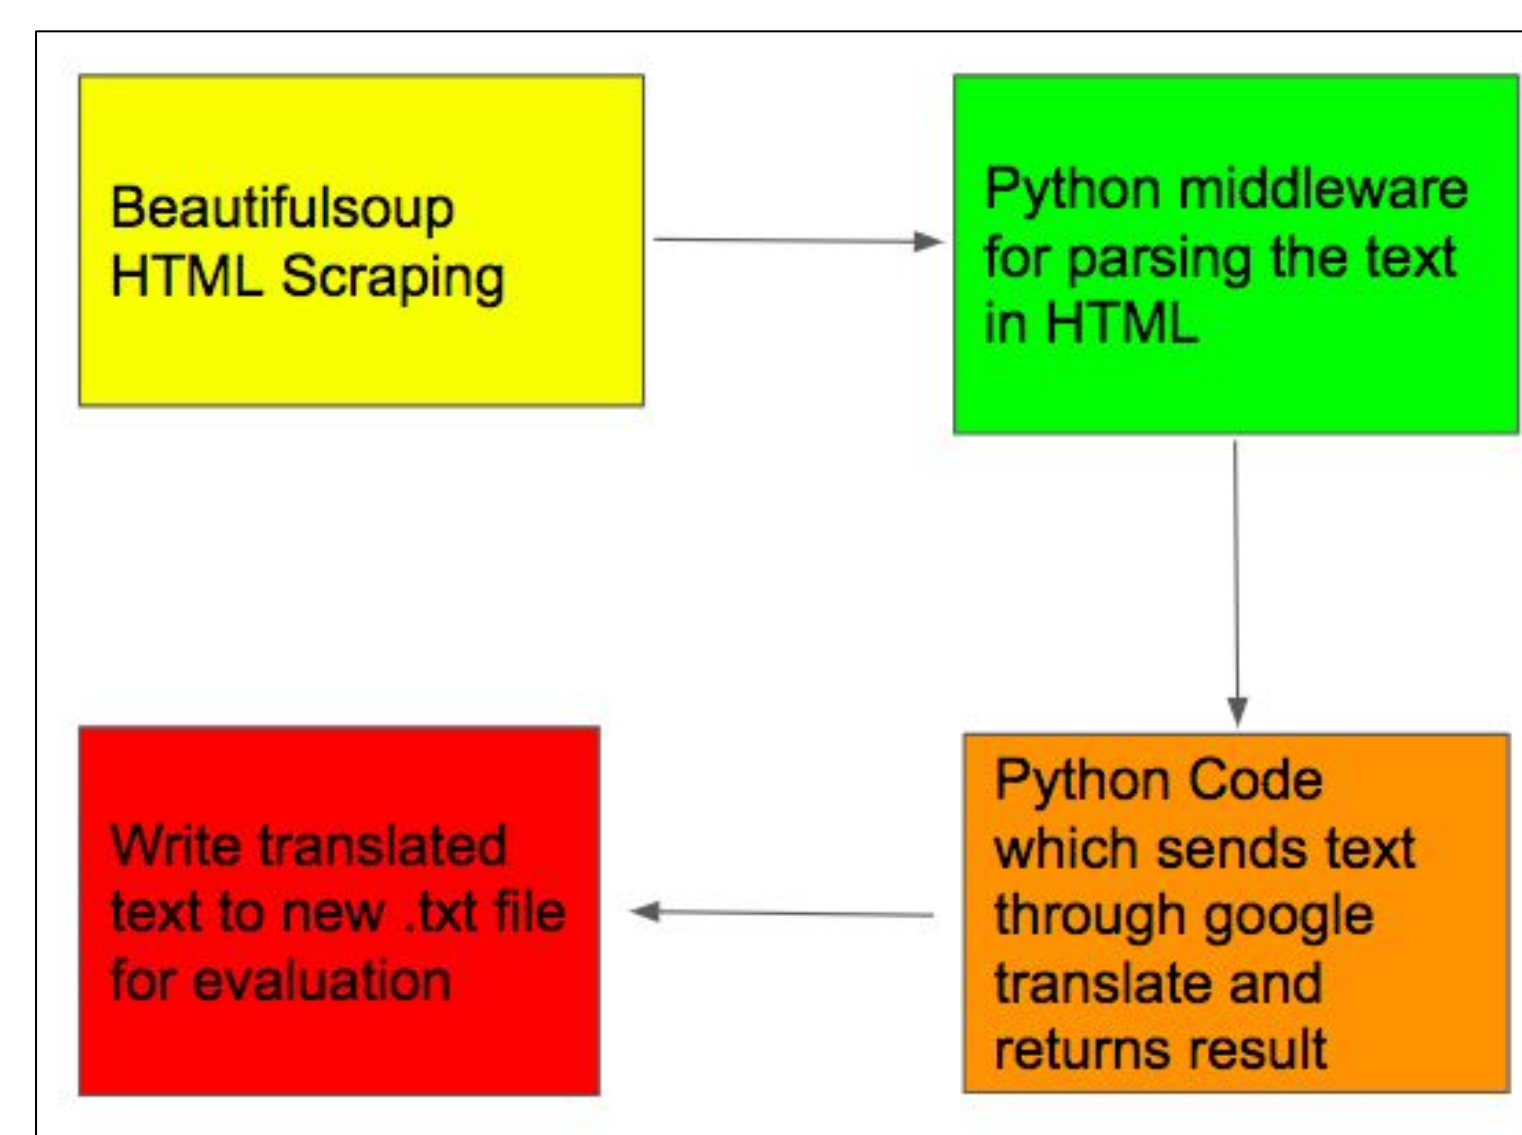 Beautifulsoup
HTML Scraping
Python middleware
for parsing the text
in HTML
Python Code
which sends text
through google
translate and
returns result
Write translated
text to new .txt file
for evaluation